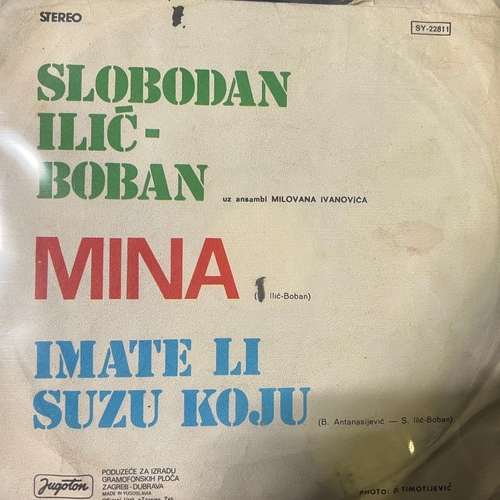 STEREO
SY-22811
SLOBODAN
ILIĆ-
BOBAN
uz ansambl MILOVANA IVANOVIĆA
MINA
Ilić-Boban)
IMATE LI
SUZU KOJU
(B. Antanasijević — S. Ilić-Boban)
Jugoton
PODUZEĆE ZA IZRADU
GRAMOFONSKIH PLOČA
ZAGREB-DUBRAVA
MADE IN YUGOSLAVIA
PHOTO: TIMOTIJEVIĆ